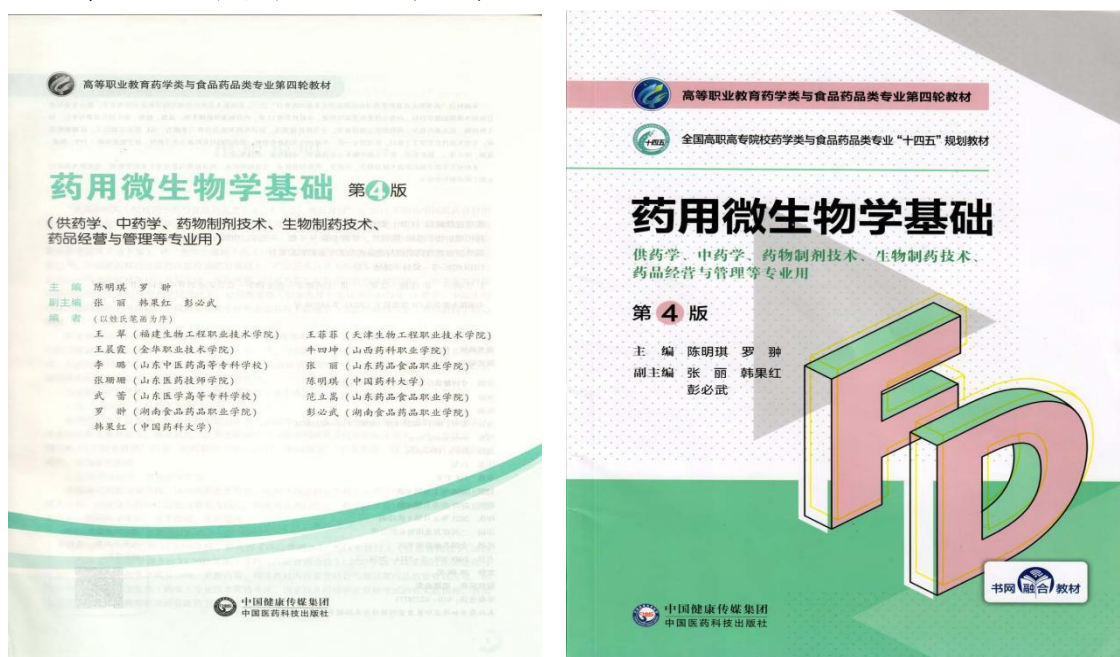 高等职业教育药学类与食品药品类专业第四轮教材
药用微生物学基础 第4版
(供药学、中药学、药物制剂技术、生物制药技术、
药品经营与管理等专业用)
主 编 陈明琪 罗 翀
副主编 张 丽 韩果红 彭必武
编 者 (以姓氏笔画为序)
王 翠(福建生物工程职业技术学院) 王菲菲(天津生物工程职业技术学院)
王晨霞(金华职业技术学院) 牛四坤(山西药科职业学院)
李 璐(山东中医药高等专科学校) 张 丽(山东药品食品职业学院)
张珊珊(山东医药技师学院) 陈明琪(中国药科大学)
武 蕾(山东医学高等专科学校) 范立嵩(山东药品食品职业学院)
罗 翀(湖南食品药品职业学院) 彭必武(湖南食品药品职业学院)
韩果红(中国药科大学)
中国健康传媒集团
中国医药科技出版社
高等职业教育药学类与食品药品类专业第四轮教材
十四五
全国高职高专院校药学类与食品药品类专业“十四五”规划教材
药用微生物学基础
供药学、中药学、药物制剂技术、生物制药技术、
药品经营与管理等专业用
第4版
主 编 陈明琪 罗 翀
副主编 张 丽 韩果红
彭必武
FD
书网融合教材
中国健康传媒集团
中国医药科技出版社